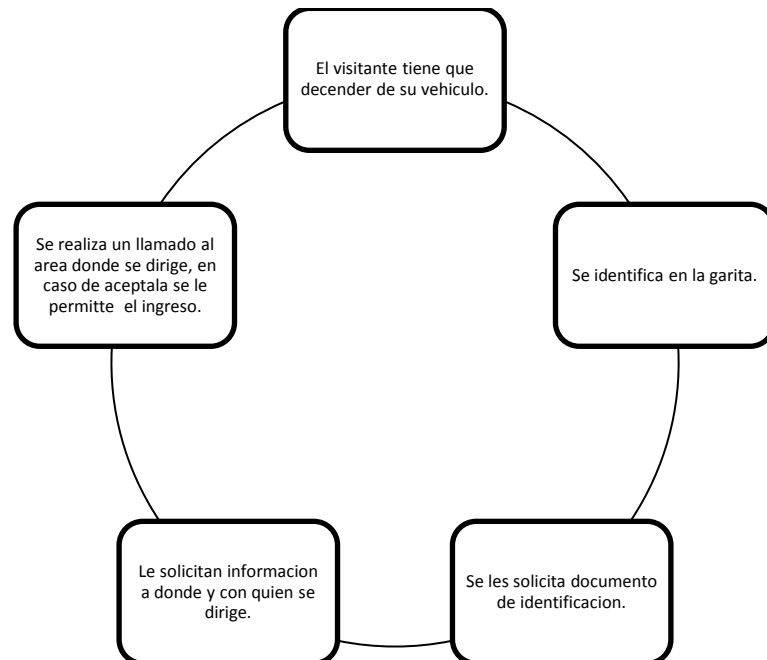 El visitante tiene que
decender de su vehiculo.
Se identifica en la garita.
Se les solicita documento
de identificacion.
Le solicitan informacion
a donde y con quien se
dirige.
Se realiza un llamado al
area donde se dirige, en
caso de aceptala se le
permitte el ingreso.